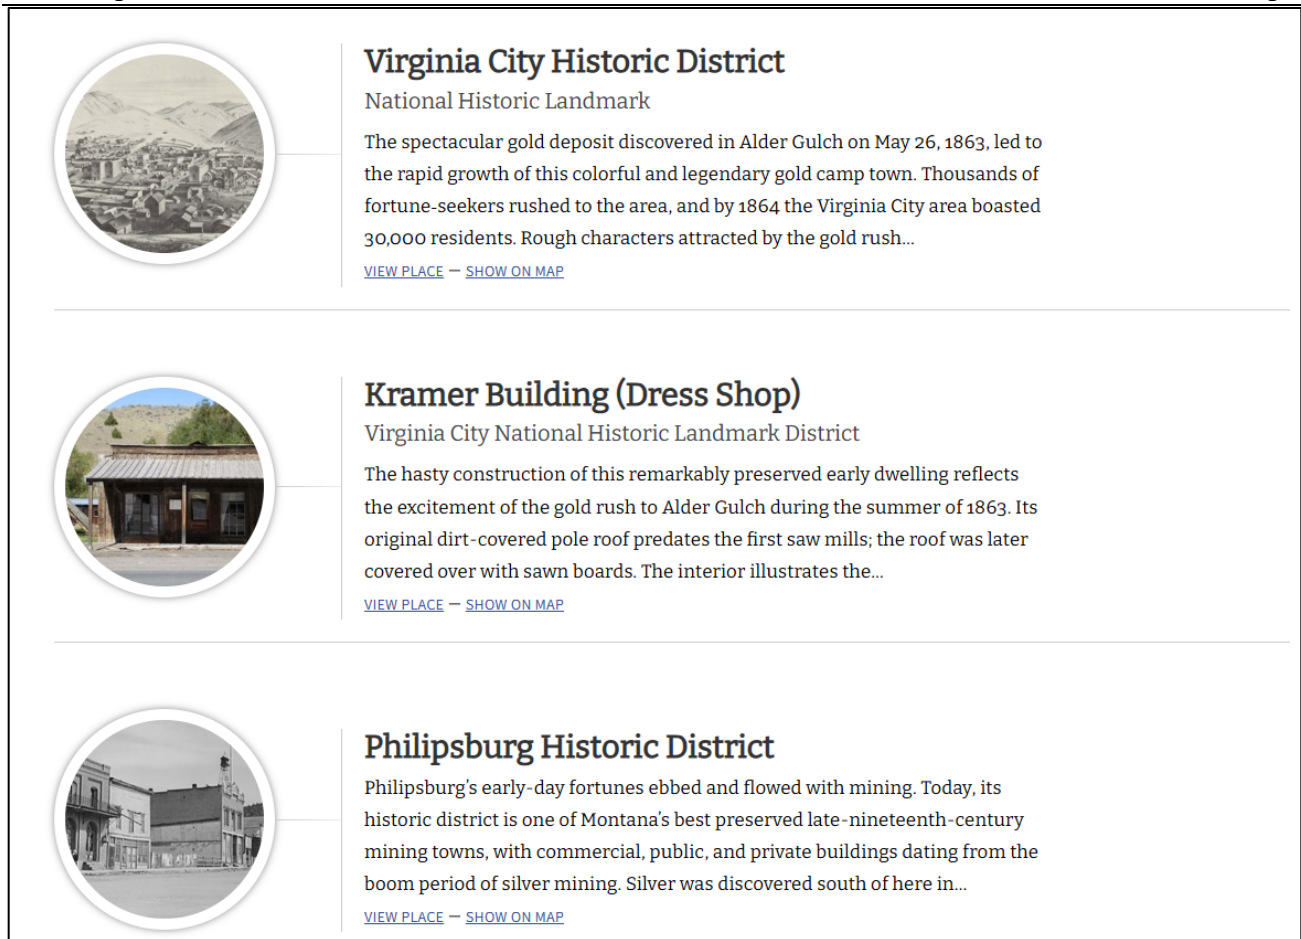 Virginia City Historic District
National Historic Landmark
The spectacular gold deposit discovered in Alder Gulch on May 26, 1863, led to
the rapid growth of this colorful and legendary gold camp town. Thousands of
fortune-seekers rushed to the area, and by 1864 the Virginia City area boasted
30,000 residents. Rough characters attracted by the gold rush...
VIEW PLACE — SHOW ON MAP
Kramer Building (Dress Shop)
Virginia City National Historic Landmark District
The hasty construction of this remarkably preserved early dwelling reflects
the excitement of the gold rush to Alder Gulch during the summer of 1863. Its
original dirt-covered pole roof predates the first saw mills; the roof was later
covered over with sawn boards. The interior illustrates the...
VIEW PLACE — SHOW ON MAP
Philipsburg Historic District
Philipsburg's early-day fortunes ebbed and flowed with mining. Today, its
historic district is one of Montana's best preserved late-nineteenth-century
mining towns, with commercial, public, and private buildings dating from the
boom period of silver mining. Silver was discovered south of here in...
VIEW PLACE — SHOW ON MAP